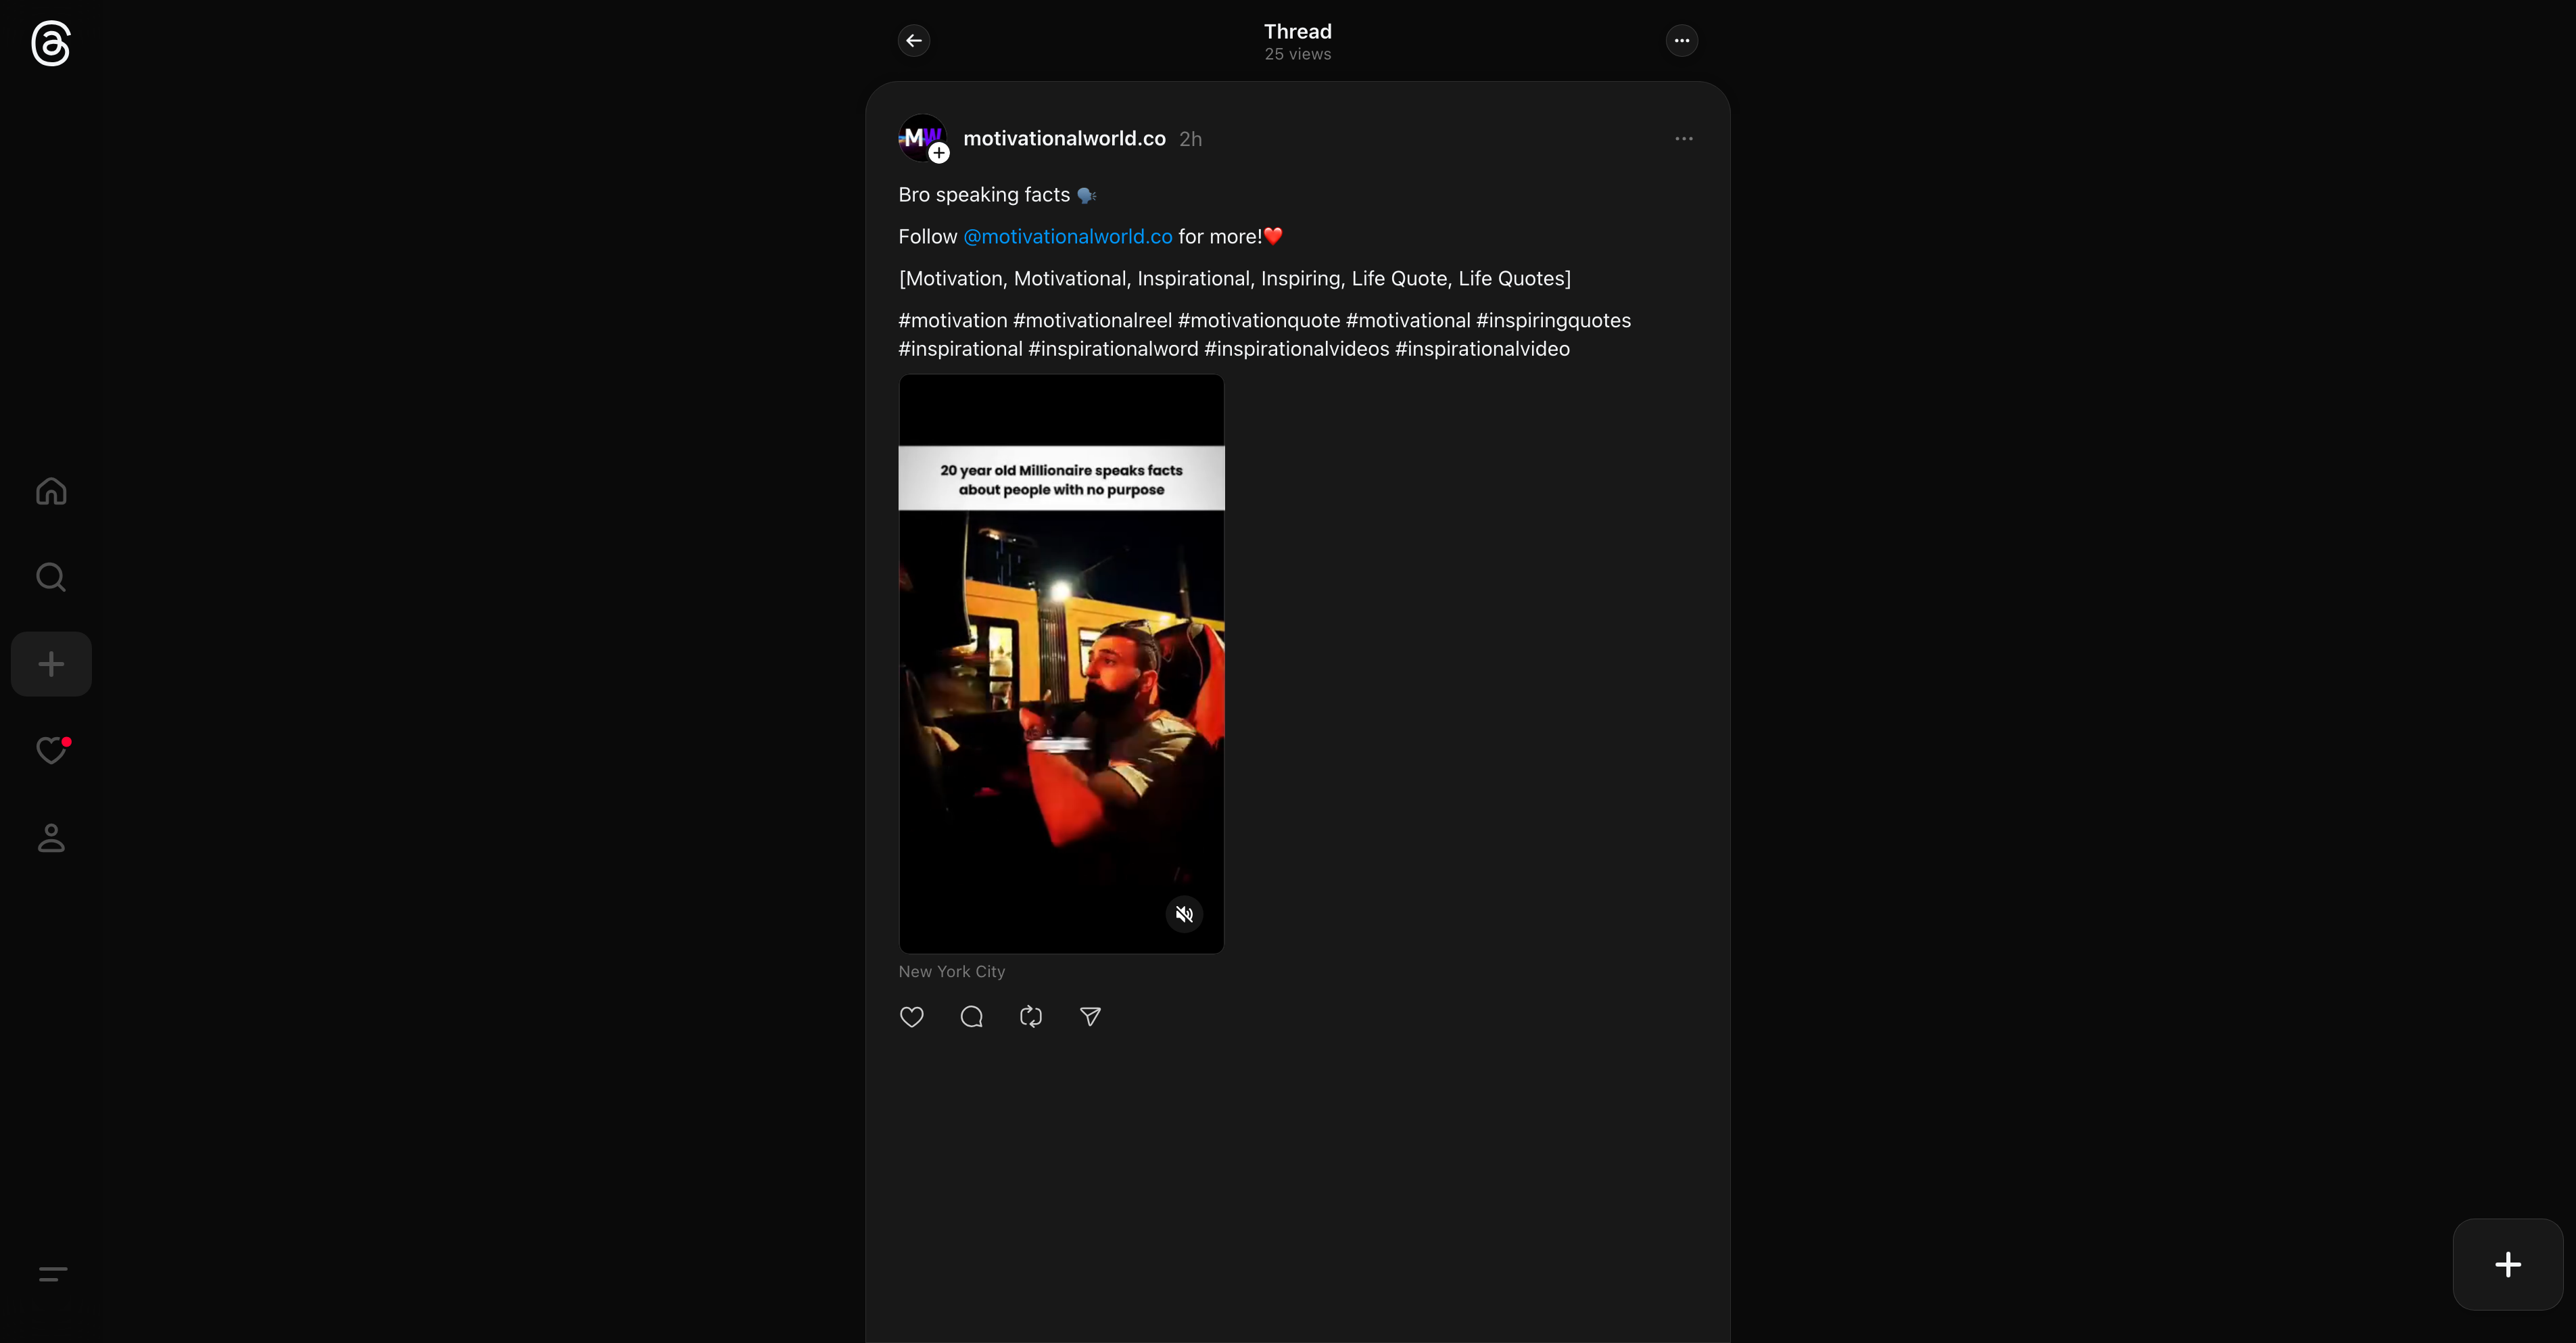 Thread
25 views
MW
motivationalworld.co 2h
Bro speaking facts 🗣️
Follow @motivationalworld.co for more!❤️
[Motivation, Motivational, Inspirational, Inspiring, Life Quote, Life Quotes]
#motivation #motivationalreel #motivationquote #motivational #inspiringquotes
#inspirational #inspirationalword #inspirationalvideos #inspirationalvideo
20 year old Millionaire speaks facts
about people with no purpose
New York City